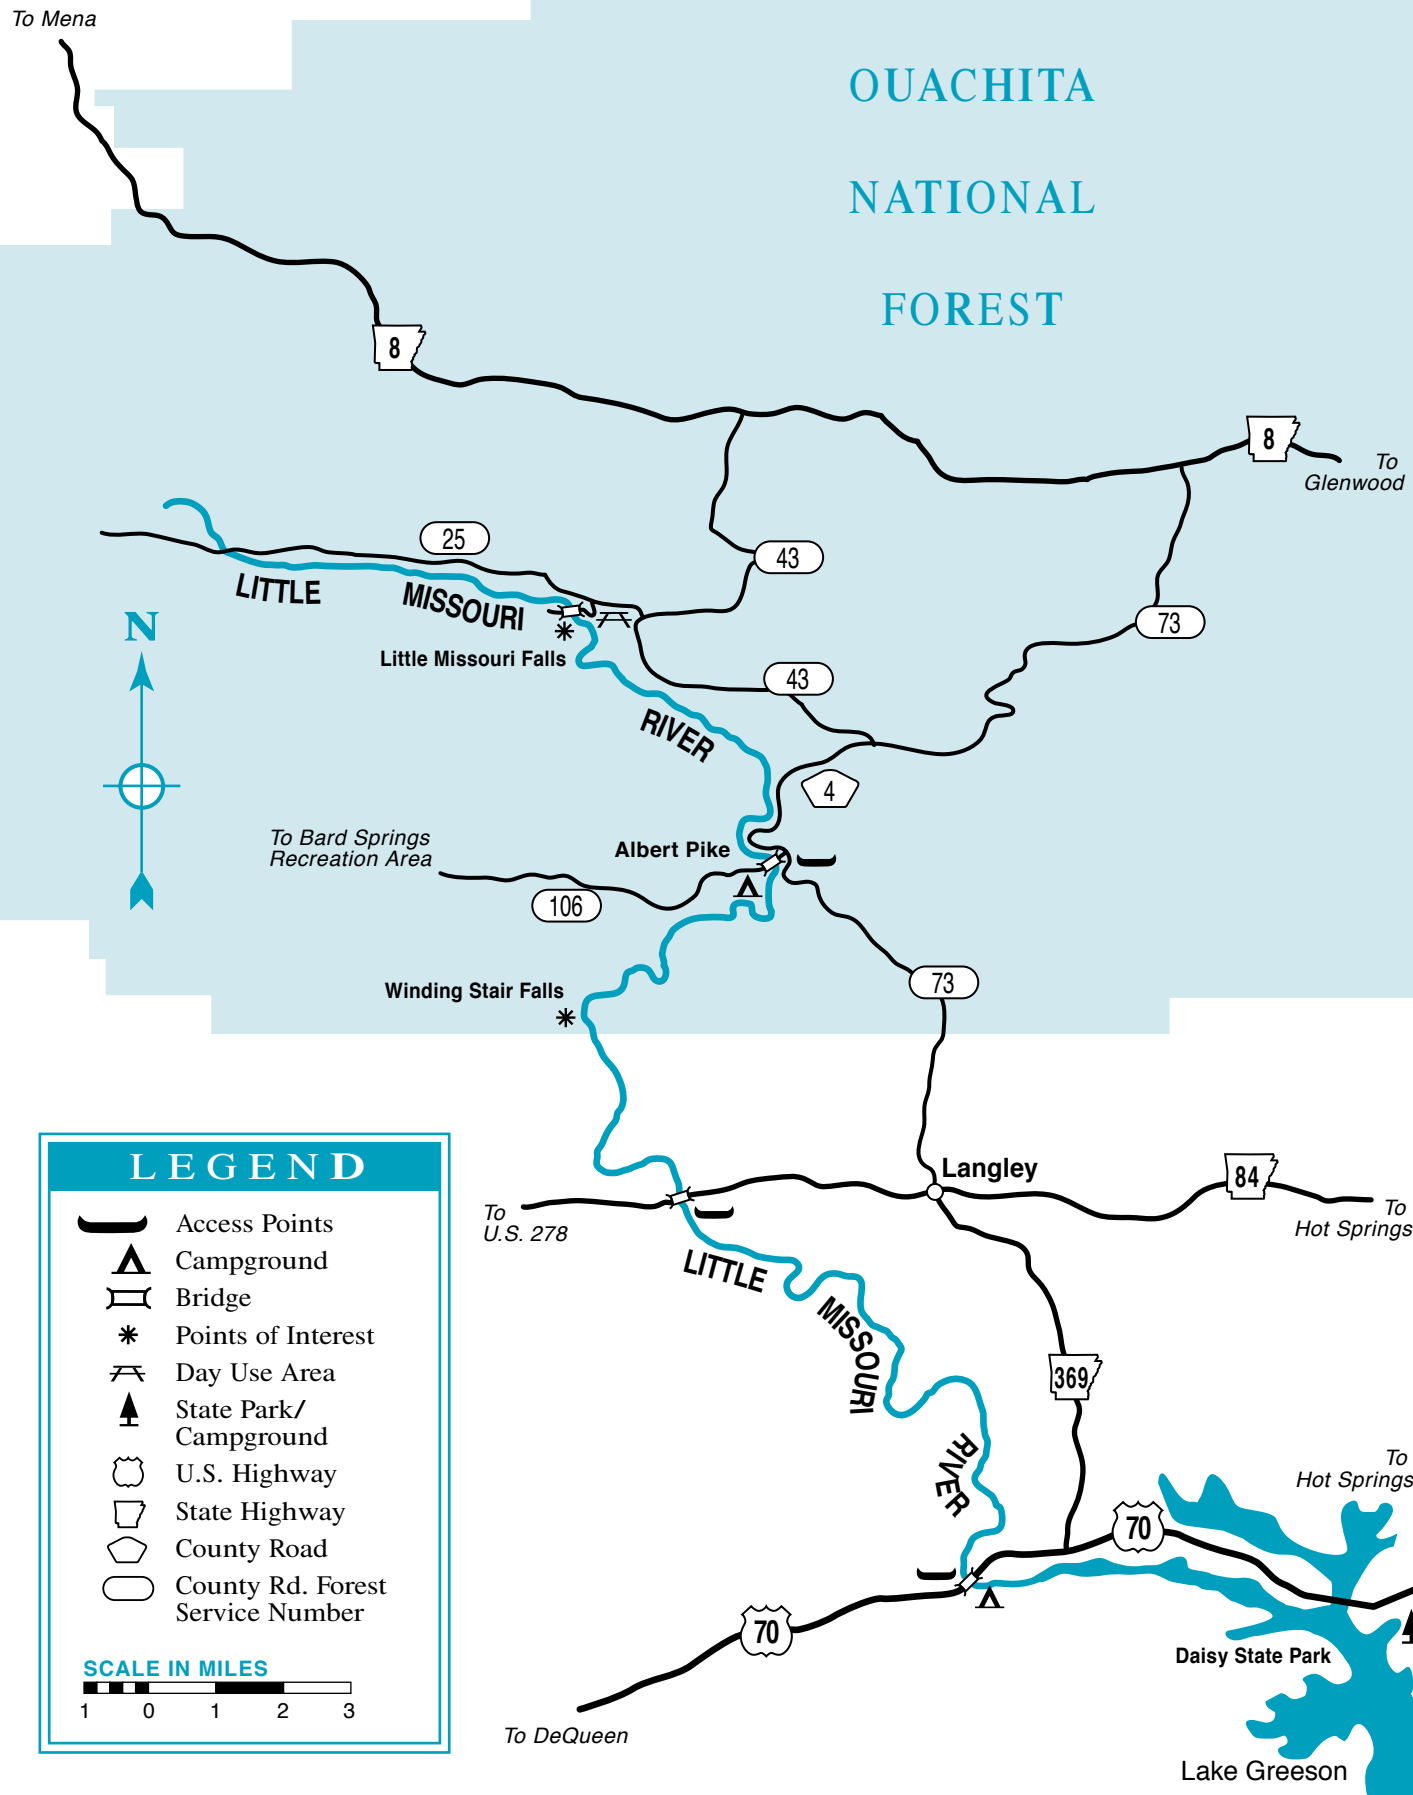 To Mena
OUACHITA
NATIONAL
FOREST
8
8
To
Glenwood
25
43
LITTLE
MISSOURI
N
73
Little Missouri Falls
43
RIVER
4
To Bard Springs
Recreation Area
Albert Pike
106
73
Winding Stair Falls
LEGEND
Access Points
Campground
Bridge
Points of Interest
Day Use Area
State Park/
Campground
U.S. Highway
State Highway
County Road
County Rd. Forest
Service Number
SCALE IN MILES
1 0 1 2 3
Langley
84
To
U.S. 278
To
Hot Springs
LITTLE
MISSOURI
369
RIVER
To
Hot Springs
70
70
Daisy State Park
To DeQueen
Lake Greeson